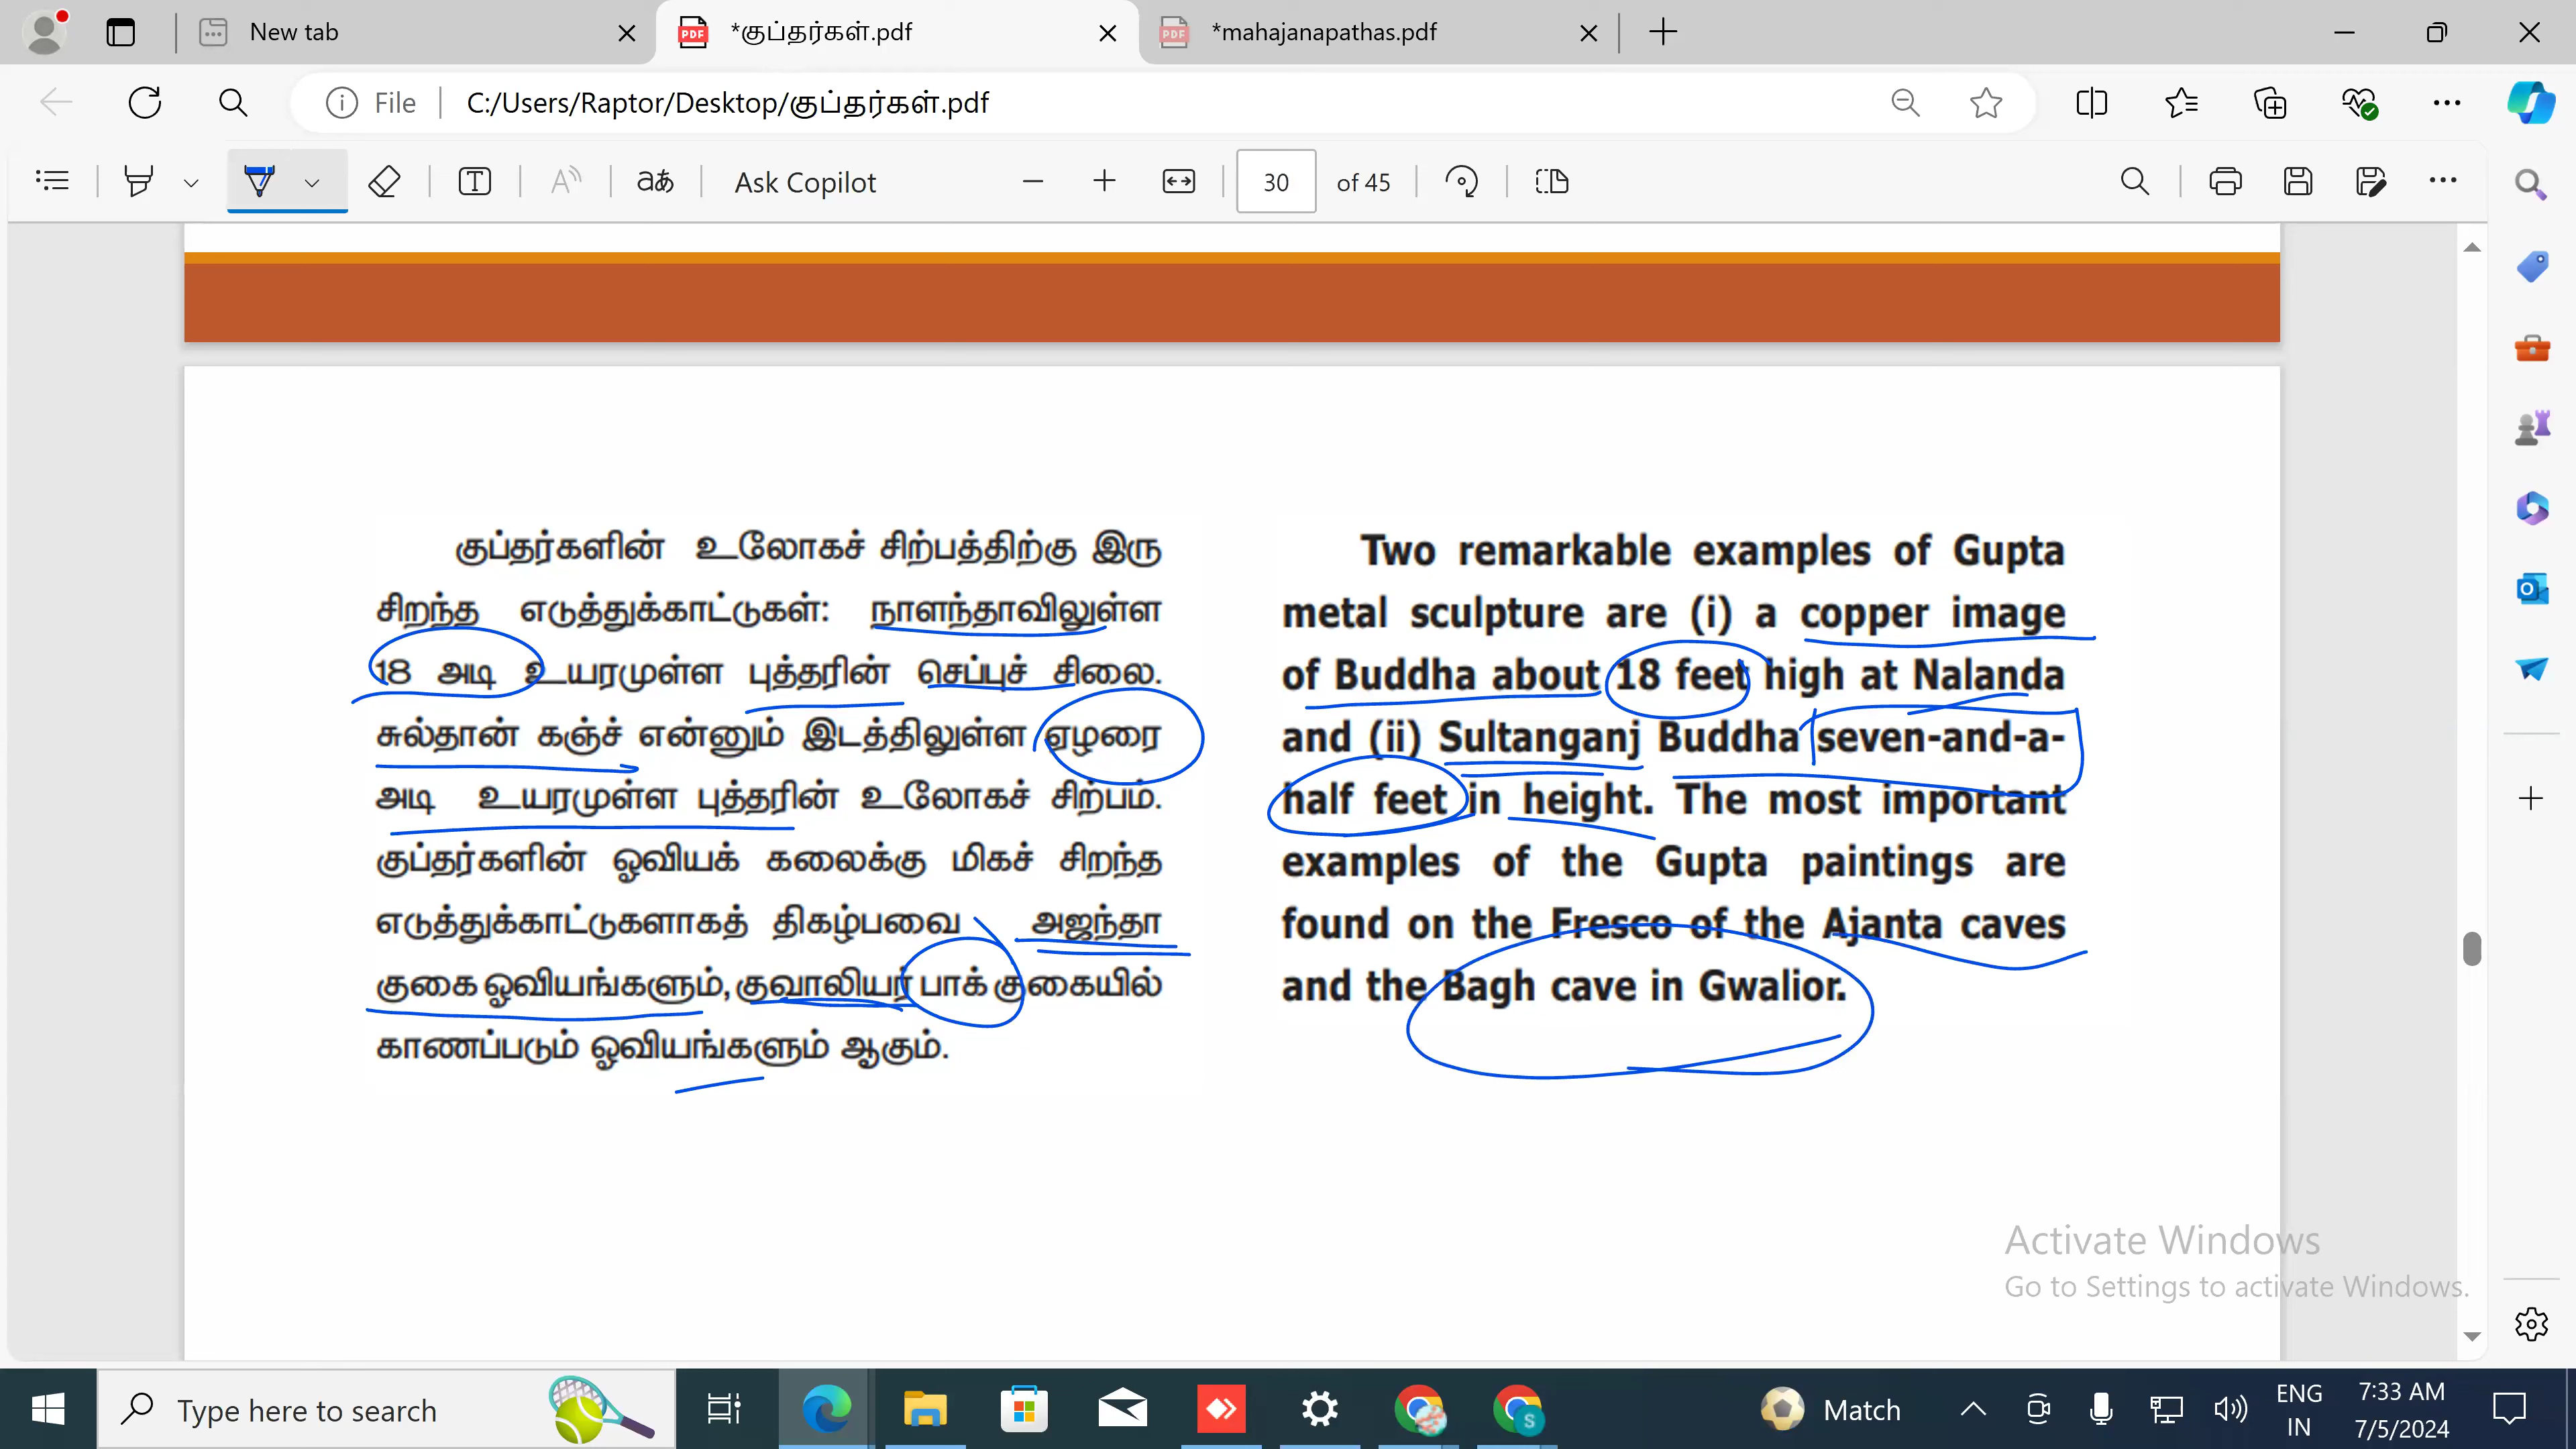 New tab
*குப்தர்கள்.pdf
*mahajanapathas.pdf
File
C:/Users/Raptor/Desktop/குப்தர்கள்.pdf
Ask Copilot
30 of 45
குப்தர்களின் உலோகச் சிற்பத்திற்கு இரு
சிறந்த எடுத்துக்காட்டுகள்: நாளந்தாவிலுள்ள
18 அடி உயரமுள்ள புத்தரின் செப்புச் சிலை.
சுல்தான் கஞ்ச் என்னும் இடத்திலுள்ள ஏழரை
அடி உயரமுள்ள புத்தரின் உலோகச் சிற்பம்.
குப்தர்களின் ஓவியக் கலைக்கு மிகச் சிறந்த
எடுத்துக்காட்டுகளாகத் திகழ்பவை அஜந்தா
குகை ஓவியங்களும், குவாலியர் பாக் குகையில்
காணப்படும் ஓவியங்களும் ஆகும்.
Two remarkable examples of Gupta
metal sculpture are (i) a copper image
of Buddha about 18 feet high at Nalanda
and (ii) Sultanganj Buddha seven-and-a-
half feet in height. The most important
examples of the Gupta paintings are
found on the Fresco of the Ajanta caves
and the Bagh cave in Gwalior.
Activate Windows
Go to Settings to activate Windows.
Type here to search
Match
ENG
IN
7:33 AM
7/5/2024